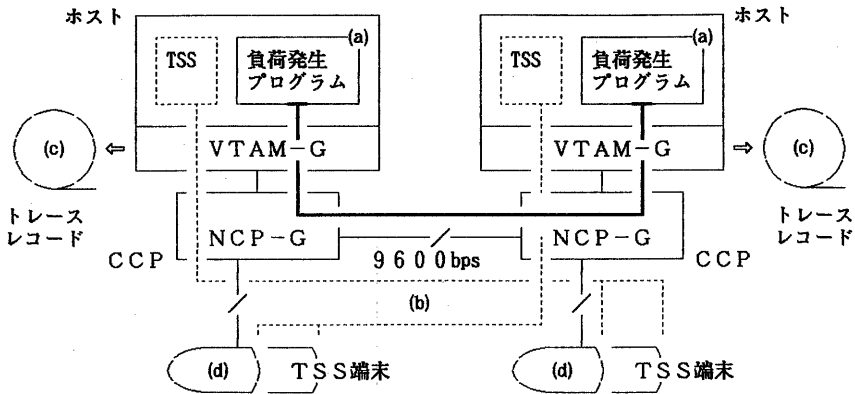 ホスト
ホスト
TSS
負荷発生
プログラム
(a)
TSS
負荷発生
プログラム
(a)
(c)
⇐
VTAM-G
VTAM-G
⇒
(c)
トレース
レコード
CCP
NCP-G
9600bps
NCP-G
CCP
トレース
レコード
(b)
(d)
TSS端末
(d)
TSS端末